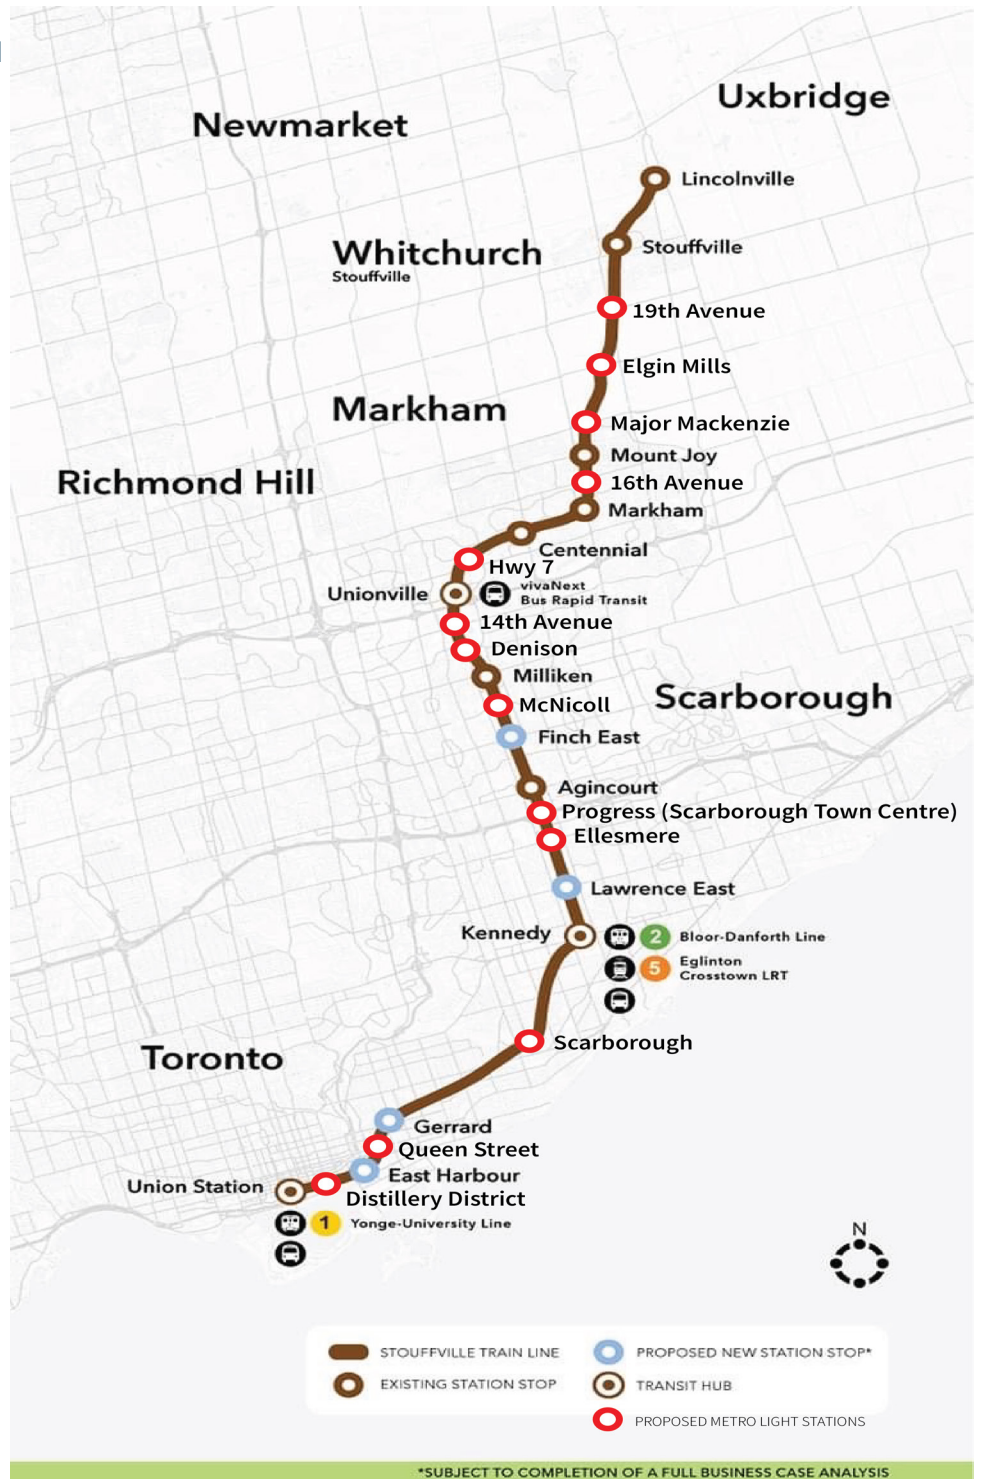 Uxbridge
Newmarket
Lincolnville
Whitchurch
Stouffville
Stouffville
19th Avenue
Elgin Mills
Markham
Major Mackenzie
Mount Joy
Richmond Hill
16th Avenue
Markham
Centennial
Hwy 7
Unionville
vivaNext
Bus Rapid Transit
14th Avenue
Denison
Milliken
Scarborough
McNicoll
Finch East
Agincourt
Progress (Scarborough Town Centre)
Ellesmere
Lawrence East
Kennedy
2 Bloor-Danforth Line
5 Eglinton
Crosstown LRT
Scarborough
Toronto
Gerrard
Queen Street
East Harbour
Union Station
Distillery District
1 Yonge-University Line
N
STOUFFVILLE TRAIN LINE
PROPOSED NEW STATION STOP*
EXISTING STATION STOP
TRANSIT HUB
PROPOSED METRO LIGHT STATIONS
*SUBJECT TO COMPLETION OF A FULL BUSINESS CASE ANALYSIS